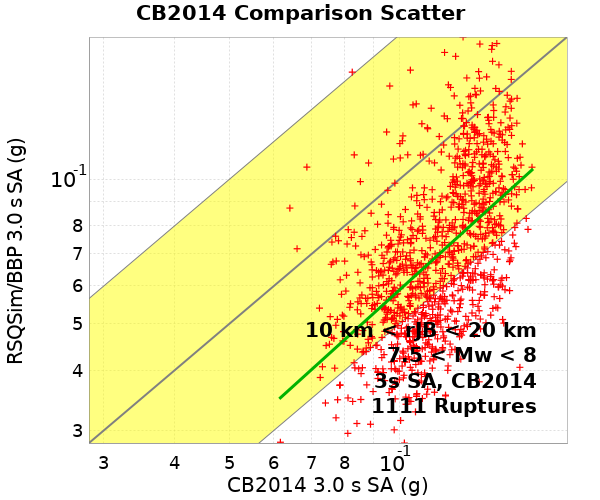 CB2014 Comparison Scatter
RSQSim/BBP 3.0 s SA (g)
10-1
8
7
6
5
4
3
10 km < rJB < 20 km
7.5 < Mw < 8
3s SA, CB2014
1111 Ruptures
3 4 5 6 7 8 10-1
CB2014 3.0 s SA (g)